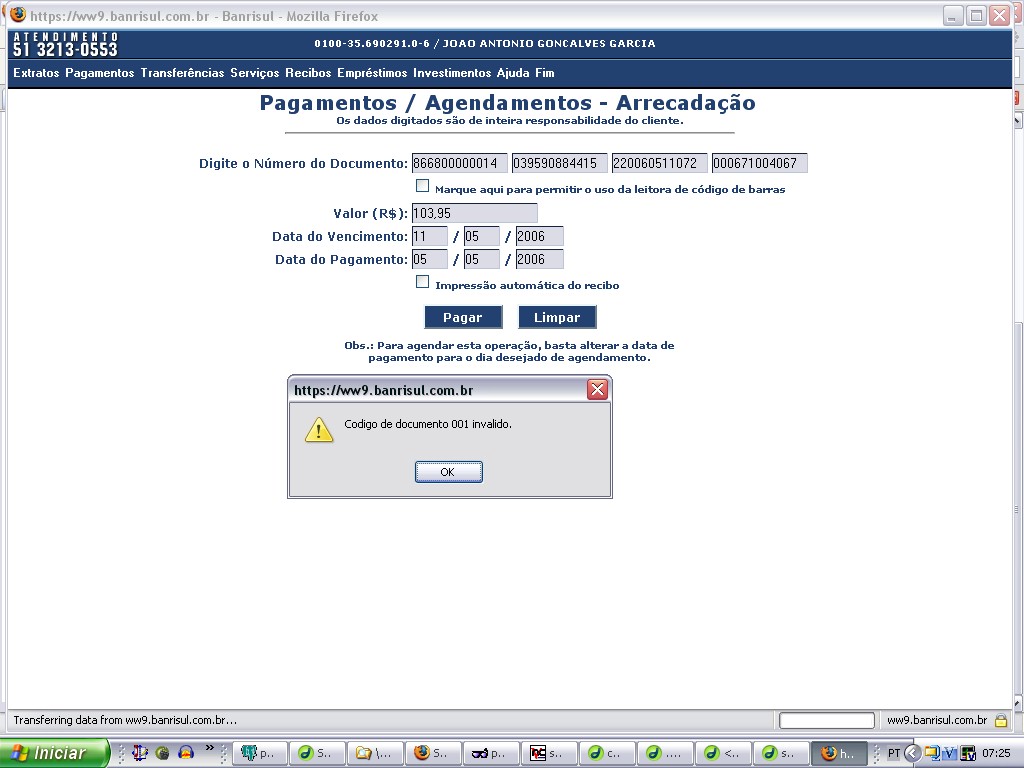 https://ww9.banrisul.com.br - Banrisul - Mozilla Firefox
ATENDIMENTO
51 3213-0553
0100-35.690291.0-6 / JOAO ANTONIO GONCALVES GARCIA
Extratos Pagamentos Transferências Serviços Recibos Empréstimos Investimentos Ajuda Fim
Pagamentos / Agendamentos - Arrecadação
Os dados digitados são de inteira responsabilidade do cliente.
Digite o Número do Documento: 866800000014 039590884415 220060511072 000671004067
Marque aqui para permitir o uso da leitora de código de barras
Valor (R$): 103,95
Data do Vencimento: 11 / 05 / 2006
Data do Pagamento: 05 / 05 / 2006
Impressão automática do recibo
Pagar Limpar
Obs.: Para agendar esta operação, basta alterar a data de
pagamento para o dia desejado de agendamento.
https://ww9.banrisul.com.br
Codigo de documento 001 invalido.
OK
Transferring data from ww9.banrisul.com.br... ww9.banrisul.com.br
Iniciar » p.. S.. \... S.. p.. s.. c.. .... <.. s.. h.. PT 07:25